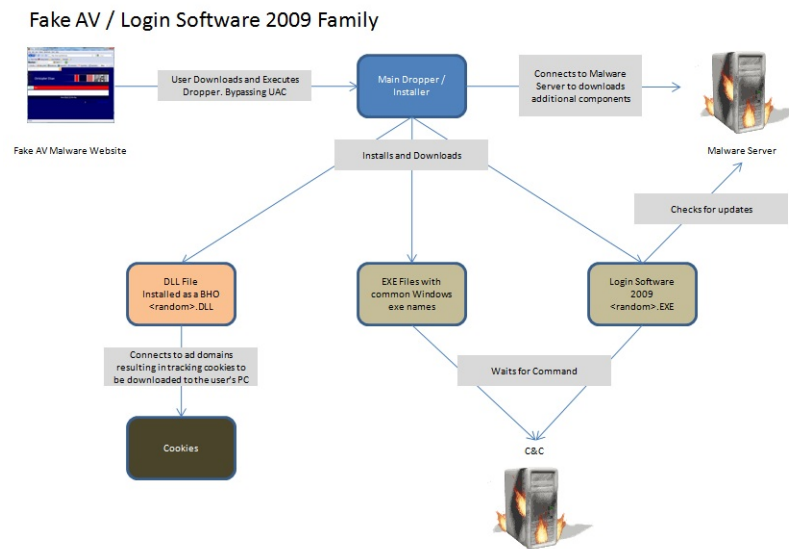 Fake AV / Login Software 2009 Family
User Downloads and Executes
Dropper. Bypassing UAC
Main Dropper /
Installer
Connects to Malware
Server to downloads
additional components
Fake AV Malware Website
Malware Server
Installs and Downloads
Checks for updates
DLL File
Installed as a BHO
<random>.DLL
EXE Files with
common Windows
exe names
Login Software
2009
<random>.EXE
Connects to ad domains
resulting in tracking cookies to
be downloaded to the user's PC
Waits for Command
Cookies
C&C